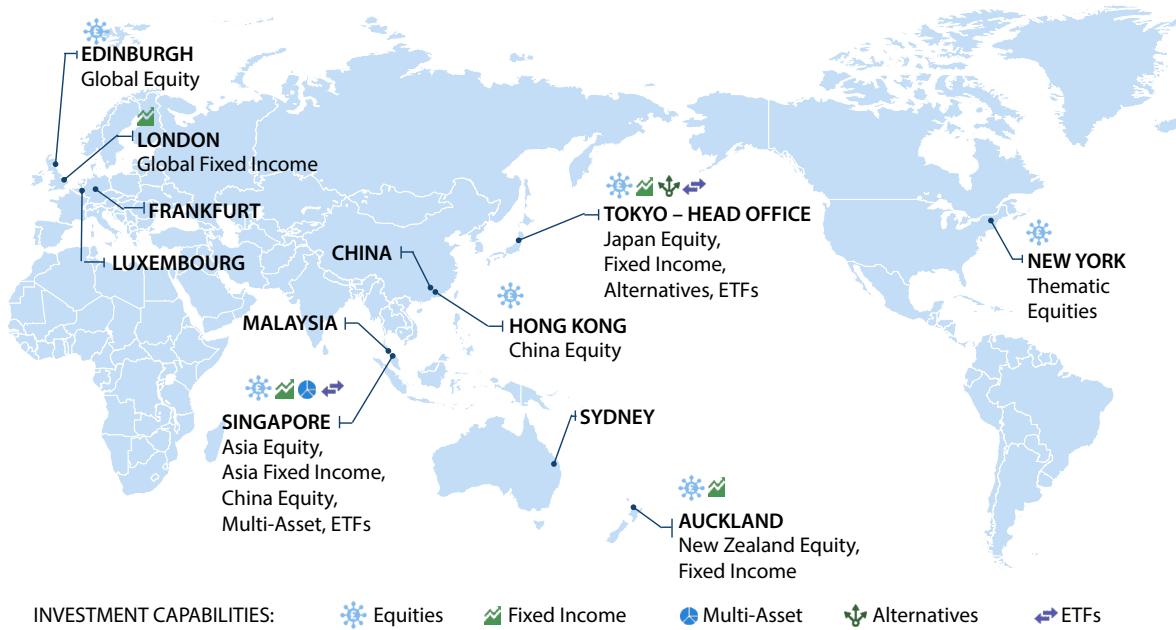 EDINBURGH
Global Equity
LONDON
Global Fixed Income
FRANKFURT
LUXEMBOURG
CHINA
TOKYO – HEAD OFFICE
Japan Equity,
Fixed Income,
Alternatives, ETFs
NEW YORK
Thematic
Equities
HONG KONG
China Equity
MALAYSIA
SINGAPORE
Asia Equity,
Asia Fixed Income,
China Equity,
Multi-Asset, ETFs
SYDNEY
AUCKLAND
New Zealand Equity,
Fixed Income
INVESTMENT CAPABILITIES: Equities Fixed Income Multi-Asset Alternatives ETFs